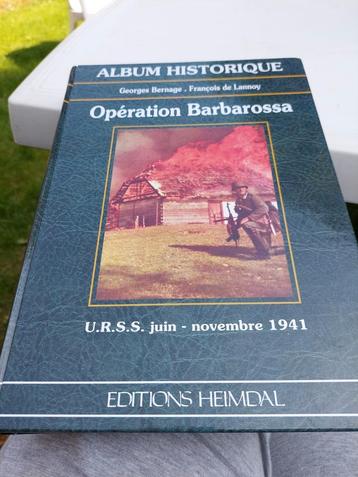 ALBUM HISTORIQUE
Georges Bernage . François de Lannoy
Opération Barbarossa
U.R.S.S. juin - novembre 1941
EDITIONS HEIMDAL